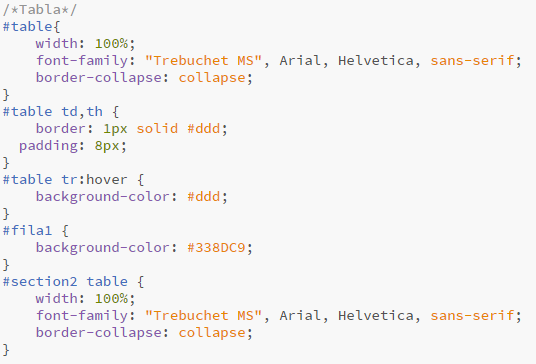 /*Tabla*/
#table{
    width: 100%;
    font-family: "Trebuchet MS", Arial, Helvetica, sans-serif;
    border-collapse: collapse;
}
#table td,th {
    border: 1px solid #ddd;
  padding: 8px;
}
#table tr:hover {
    background-color: #ddd;
}
#fila1 {
    background-color: #338DC9;
}
#section2 table {
    width: 100%;
    font-family: "Trebuchet MS", Arial, Helvetica, sans-serif;
    border-collapse: collapse;
}